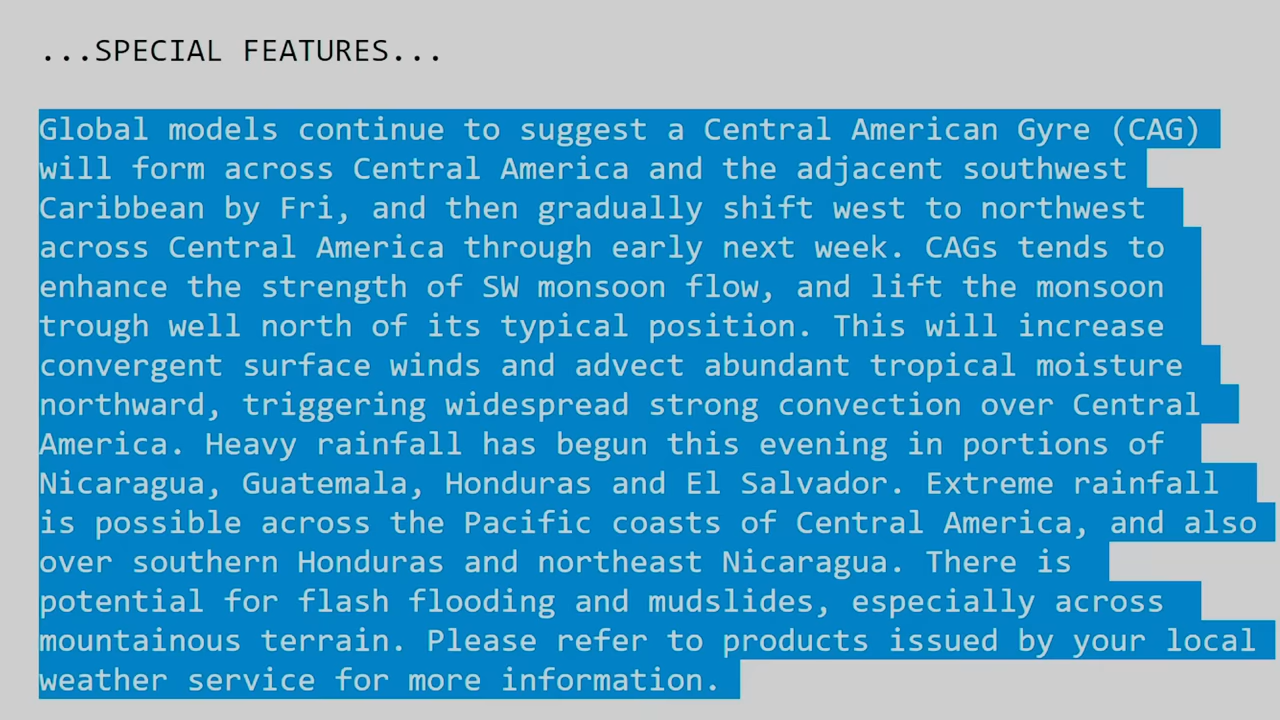 ...SPECIAL FEATURES...
Global models continue to suggest a Central American Gyre (CAG)
will form across Central America and the adjacent southwest
Caribbean by Fri, and then gradually shift west to northwest
across Central America through early next week. CAGs tends to
enhance the strength of SW monsoon flow, and lift the monsoon
trough well north of its typical position. This will increase
convergent surface winds and advect abundant tropical moisture
northward, triggering widespread strong convection over Central
America. Heavy rainfall has begun this evening in portions of
Nicaragua, Guatemala, Honduras and El Salvador. Extreme rainfall
is possible across the Pacific coasts of Central America, and also
over southern Honduras and northeast Nicaragua. There is
potential for flash flooding and mudslides, especially across
mountainous terrain. Please refer to products issued by your local
weather service for more information.